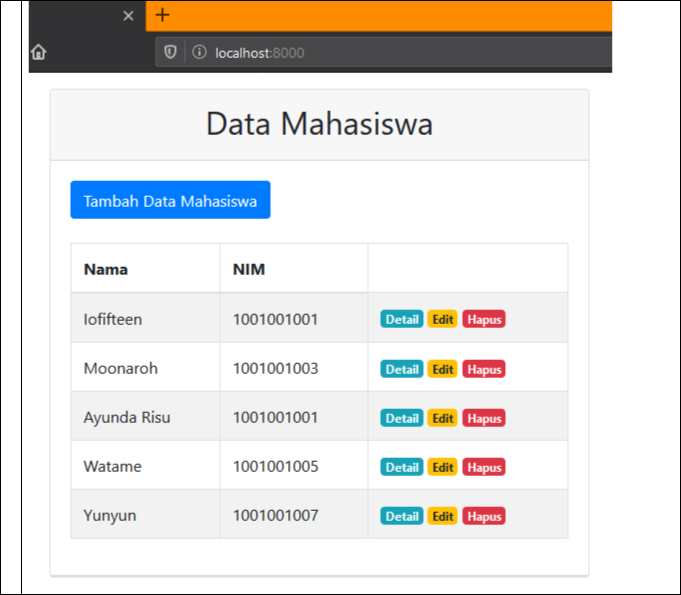 localhost:8000
Data Mahasiswa
Tambah Data Mahasiswa
Nama NIM
Iofifteen 1001001001 Detail Edit Hapus
Moonaroh 1001001003 Detail Edit Hapus
Ayunda Risu 1001001001 Detail Edit Hapus
Watame 1001001005 Detail Edit Hapus
Yunyun 1001001007 Detail Edit Hapus